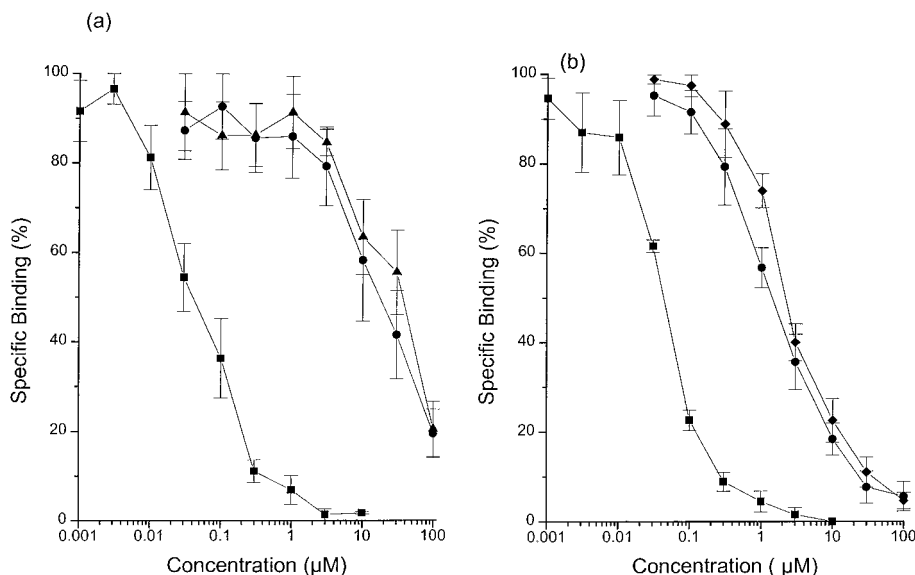 (a)
100
80
60
40
20
0
Specific Binding (%)
0.001 0.01 0.1 1 10 100
Concentration (µM)
(b)
100
80
60
40
20
0
Specific Binding (%)
0.001 0.01 0.1 1 10 100
Concentration ( µM)